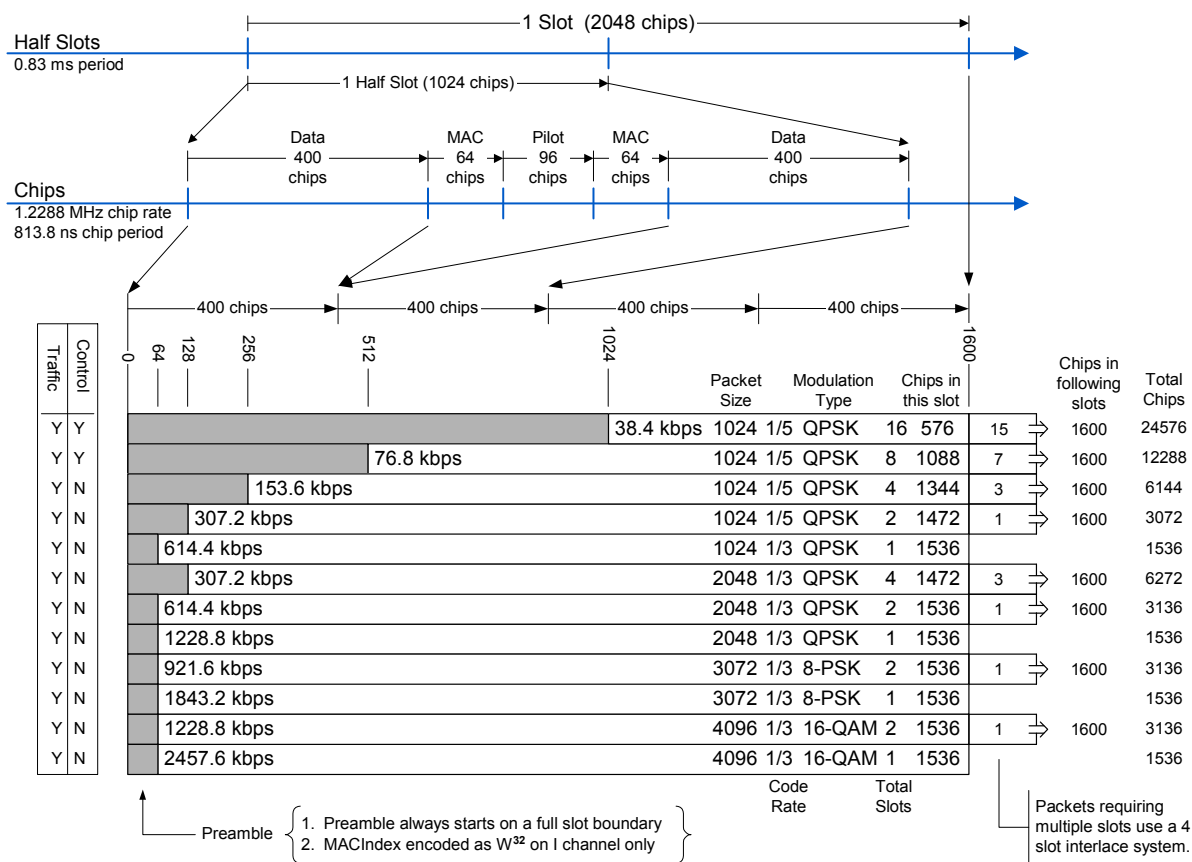 1 Slot (2048 chips)
Half Slots
0.83 ms period
1 Half Slot (1024 chips)
Data
400
chips
MAC
64
chips
Pilot
96
chips
MAC
64
chips
Data
400
chips
Chips
1.2288 MHz chip rate
813.8 ns chip period
400 chips
400 chips
400 chips
400 chips
Traffic
Control
0
64
128
256
512
1024
1600
Packet
Size
Modulation
Type
Chips in
this slot
Chips in
following
slots
Total
Chips
Y Y 38.4 kbps 1024 1/5 QPSK 16 576 15 1600 24576
Y Y 76.8 kbps 1024 1/5 QPSK 8 1088 7 1600 12288
Y N 153.6 kbps 1024 1/5 QPSK 4 1344 3 1600 6144
Y N 307.2 kbps 1024 1/5 QPSK 2 1472 1 1600 3072
Y N 614.4 kbps 1024 1/3 QPSK 1 1536 1536
Y N 307.2 kbps 2048 1/3 QPSK 4 1472 3 1600 6272
Y N 614.4 kbps 2048 1/3 QPSK 2 1536 1 1600 3136
Y N 1228.8 kbps 2048 1/3 QPSK 1 1536 1536
Y N 921.6 kbps 3072 1/3 8-PSK 2 1536 1 1600 3136
Y N 1843.2 kbps 3072 1/3 8-PSK 1 1536 1536
Y N 1228.8 kbps 4096 1/3 16-QAM 2 1536 1 1600 3136
Y N 2457.6 kbps 4096 1/3 16-QAM 1 1536 1536
Code
Rate
Total
Slots
Preamble
1. Preamble always starts on a full slot boundary
2. MACIndex encoded as W³² on I channel only
Packets requiring
multiple slots use a 4
slot interlace system.